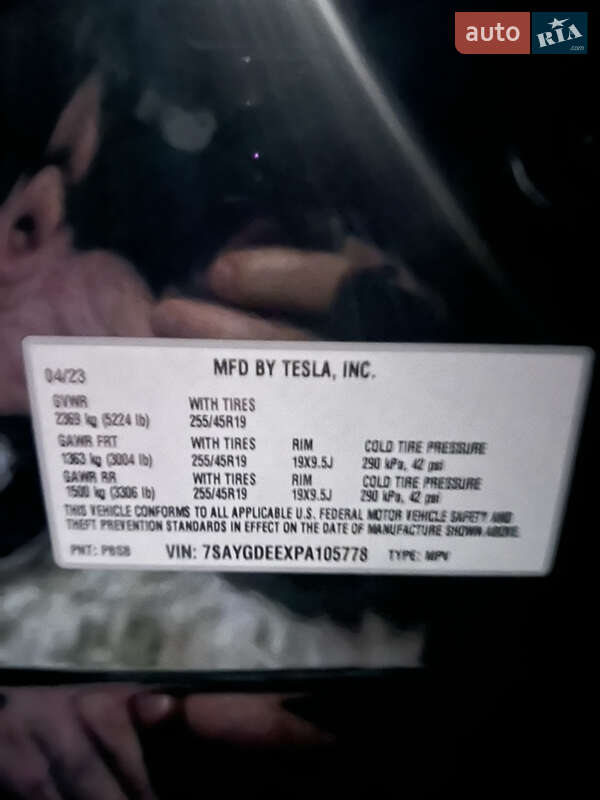 auto RIA .com
04/23 MFD BY TESLA, INC.
GVWR WITH TIRES
2369 kg (5224 lb) 255/45R19
GAWR FRT WITH TIRES RIM COLD TIRE PRESSURE
1363 kg (3004 lb) 255/45R19 19X9.5J 290 kPa, 42 psi
GAWR RR WITH TIRES RIM COLD TIRE PRESSURE
1500 kg (3306 lb) 255/45R19 19X9.5J 290 kPa, 42 psi
THIS VEHICLE CONFORMS TO ALL APPLICABLE U.S. FEDERAL MOTOR VEHICLE SAFETY AND
THEFT PREVENTION STANDARDS IN EFFECT ON THE DATE OF MANUFACTURE SHOWN ABOVE.
PNT: PBSB VIN: 7SAYGDEEXPA105778 TYPE: MPV